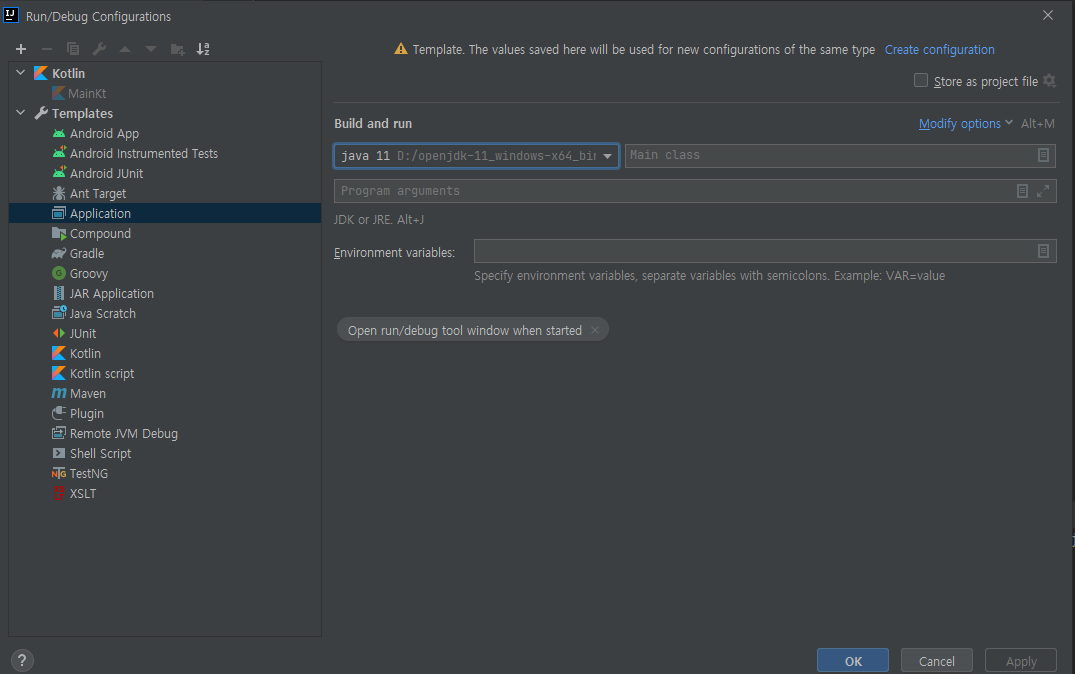 Run/Debug Configurations
Template. The values saved here will be used for new configurations of the same type Create configuration
Kotlin
MainKt
Templates
Android App
Android Instrumented Tests
Android JUnit
Ant Target
Application
Compound
Gradle
Groovy
JAR Application
Java Scratch
JUnit
Kotlin
Kotlin script
Maven
Plugin
Remote JVM Debug
Shell Script
TestNG
XSLT
Store as project file
Build and run Modify options Alt+M
java 11 D:/openjdk-11_windows-x64_bin Main class
Program arguments
JDK or JRE. Alt+J
Environment variables:
Specify environment variables, separate variables with semicolons. Example: VAR=value
Open run/debug tool window when started
? OK Cancel Apply